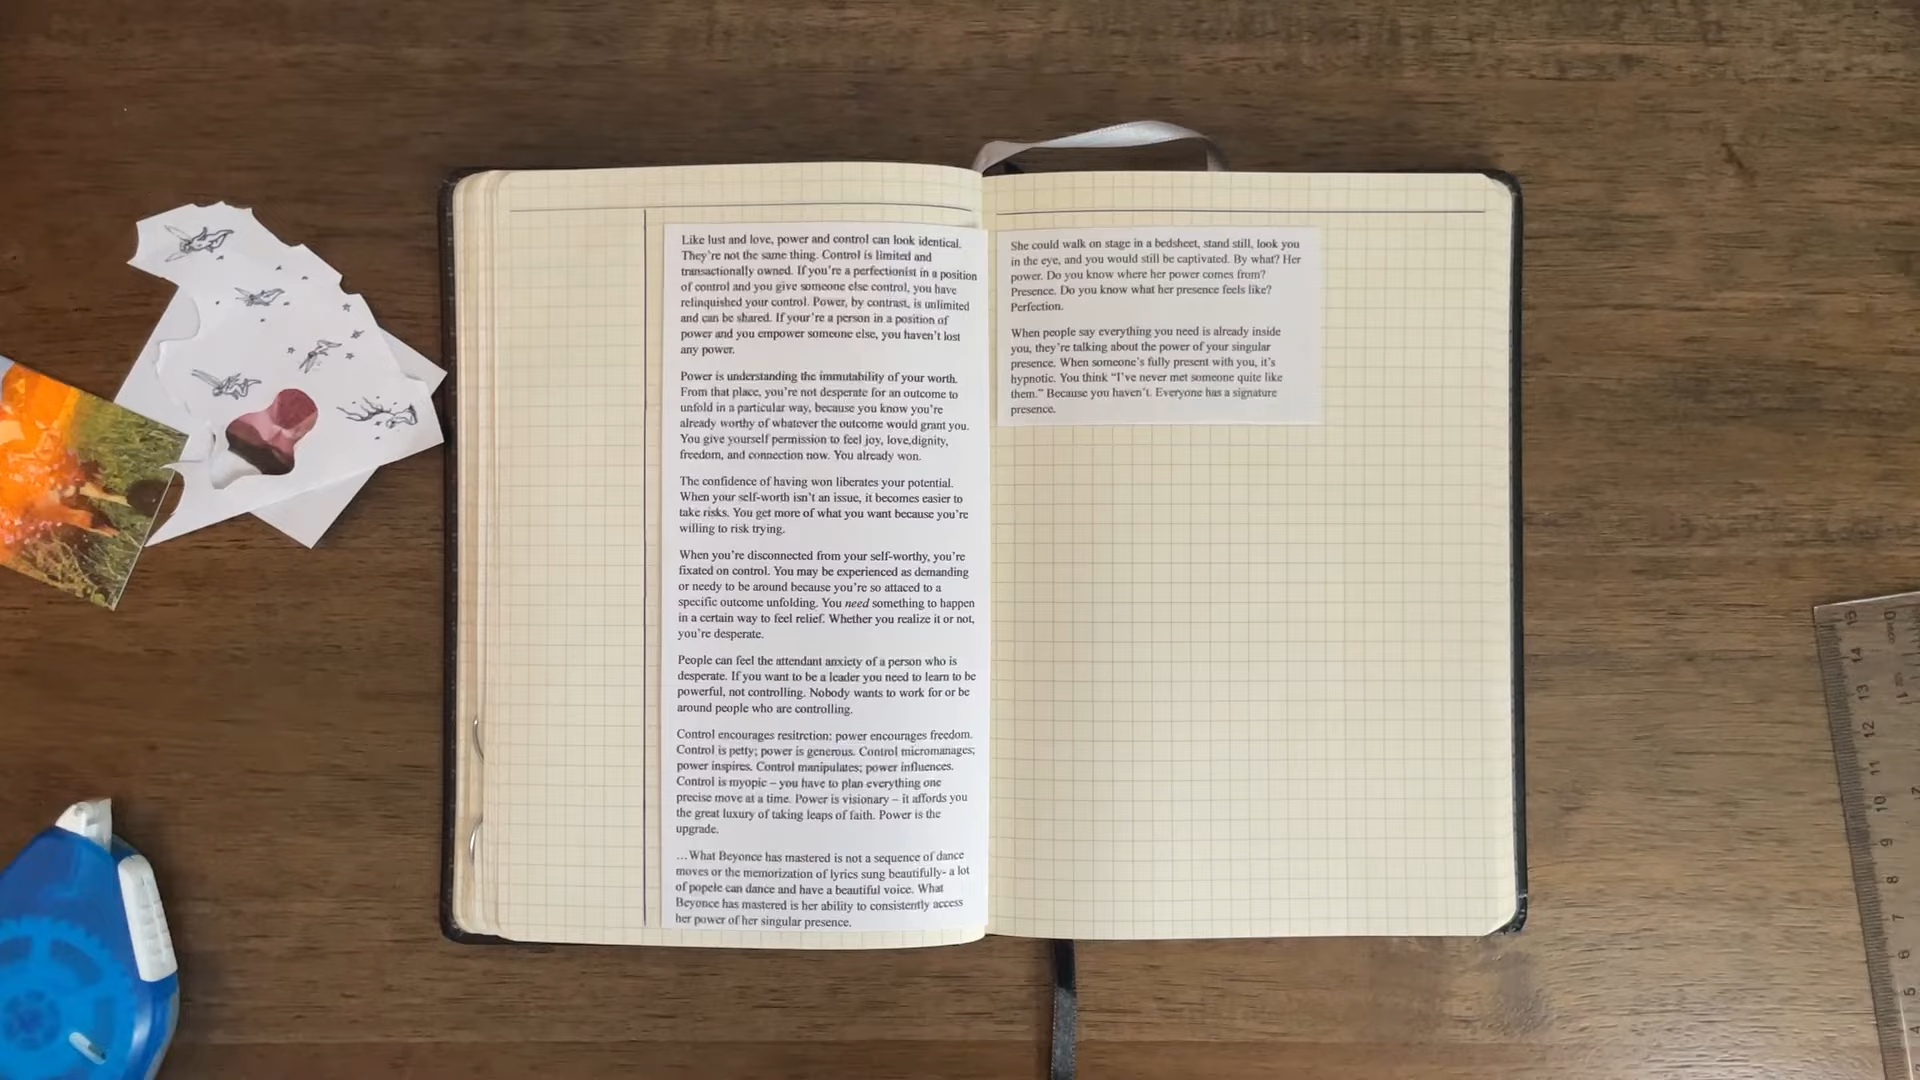 Like lust and love, power and control can look identical.
They're not the same thing. Control is limited and
transactionally owned. If you're a perfectionist in a position
of control and you give someone else control, you have
relinquished your control. Power, by contrast, is unlimited
and can be shared. If your're a person in a position of
power and you empower someone else, you haven't lost
any power.
Power is understanding the immutability of your worth.
From that place, you're not desperate for an outcome to
unfold in a particular way, because you know you're
already worthy of whatever the outcome would grant you.
You give yourself permission to feel joy, love,dignity,
freedom, and connection now. You already won.
The confidence of having won liberates your potential.
When your self-worth isn't an issue, it becomes easier to
take risks. You get more of what you want because you're
willing to risk trying.
When you're disconnected from your self-worthy, you're
fixated on control. You may be experienced as demanding
or needy to be around because you're so attaced to a
specific outcome unfolding. You need something to happen
in a certain way to feel relief. Whether you realize it or not,
you're desperate.
People can feel the attendant anxiety of a person who is
desperate. If you want to be a leader you need to learn to be
powerful, not controlling. Nobody wants to work for or be
around people who are controlling.
Control encourages resitrction; power encourages freedom.
Control is petty; power is generous. Control micromanages;
power inspires. Control manipulates; power influences.
Control is myopic – you have to plan everything one
precise move at a time. Power is visionary – it affords you
the great luxury of taking leaps of faith. Power is the
upgrade.
…What Beyonce has mastered is not a sequence of dance
moves or the memorization of lyrics sung beautifully- a lot
of popele can dance and have a beautiful voice. What
Beyonce has mastered is her ability to consistently access
her power of her singular presence.
She could walk on stage in a bedsheet, stand still, look you
in the eye, and you would still be captivated. By what? Her
power. Do you know where her power comes from?
Presence. Do you know what her presence feels like?
Perfection.
When people say everything you need is already inside
you, they're talking about the power of your singular
presence. When someone's fully present with you, it's
hypnotic. You think “I've never met someone quite like
them.” Because you haven't. Everyone has a signature
presence.
15
14
13
12
11
10
9
8
7
6
5
4